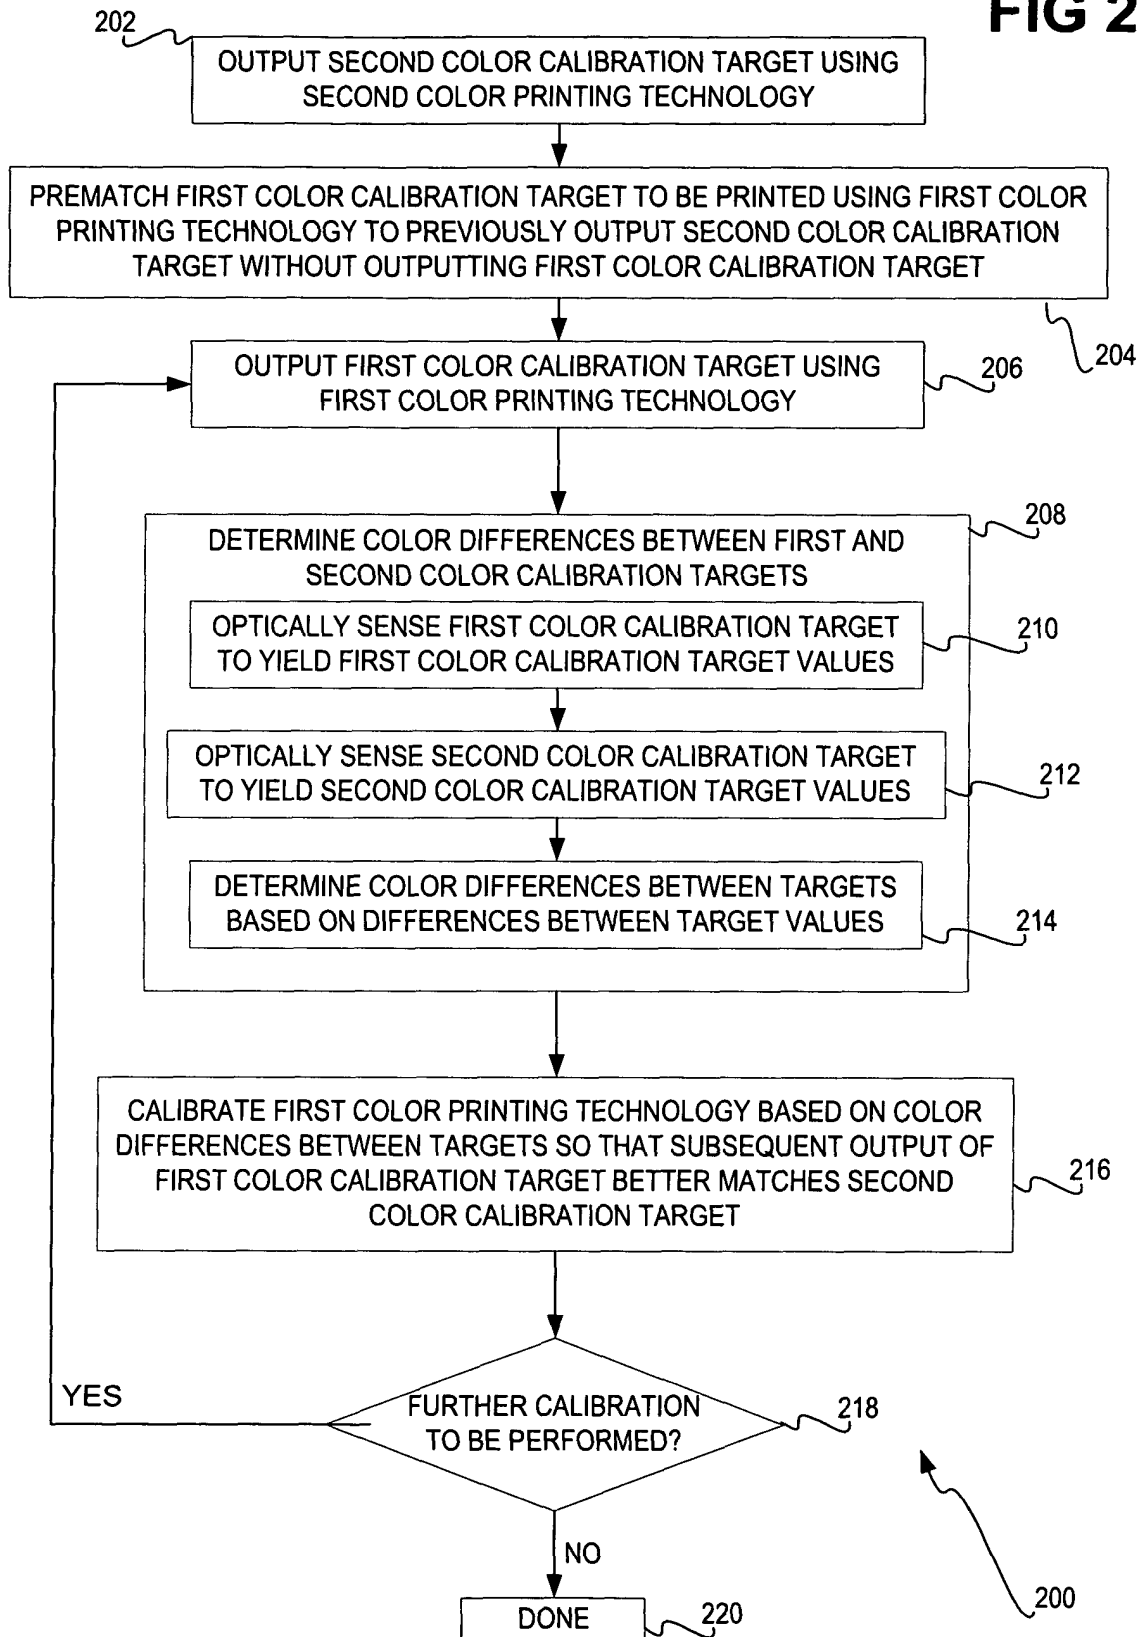 FIG 2
202
OUTPUT SECOND COLOR CALIBRATION TARGET USING
SECOND COLOR PRINTING TECHNOLOGY
PREMATCH FIRST COLOR CALIBRATION TARGET TO BE PRINTED USING FIRST COLOR
PRINTING TECHNOLOGY TO PREVIOUSLY OUTPUT SECOND COLOR CALIBRATION
TARGET WITHOUT OUTPUTTING FIRST COLOR CALIBRATION TARGET
204
OUTPUT FIRST COLOR CALIBRATION TARGET USING
FIRST COLOR PRINTING TECHNOLOGY
206
208
DETERMINE COLOR DIFFERENCES BETWEEN FIRST AND
SECOND COLOR CALIBRATION TARGETS
OPTICALLY SENSE FIRST COLOR CALIBRATION TARGET
TO YIELD FIRST COLOR CALIBRATION TARGET VALUES
210
OPTICALLY SENSE SECOND COLOR CALIBRATION TARGET
TO YIELD SECOND COLOR CALIBRATION TARGET VALUES
212
DETERMINE COLOR DIFFERENCES BETWEEN TARGETS
BASED ON DIFFERENCES BETWEEN TARGET VALUES
214
CALIBRATE FIRST COLOR PRINTING TECHNOLOGY BASED ON COLOR
DIFFERENCES BETWEEN TARGETS SO THAT SUBSEQUENT OUTPUT OF
FIRST COLOR CALIBRATION TARGET BETTER MATCHES SECOND
COLOR CALIBRATION TARGET
216
YES
FURTHER CALIBRATION
TO BE PERFORMED?
218
NO
200
DONE
220